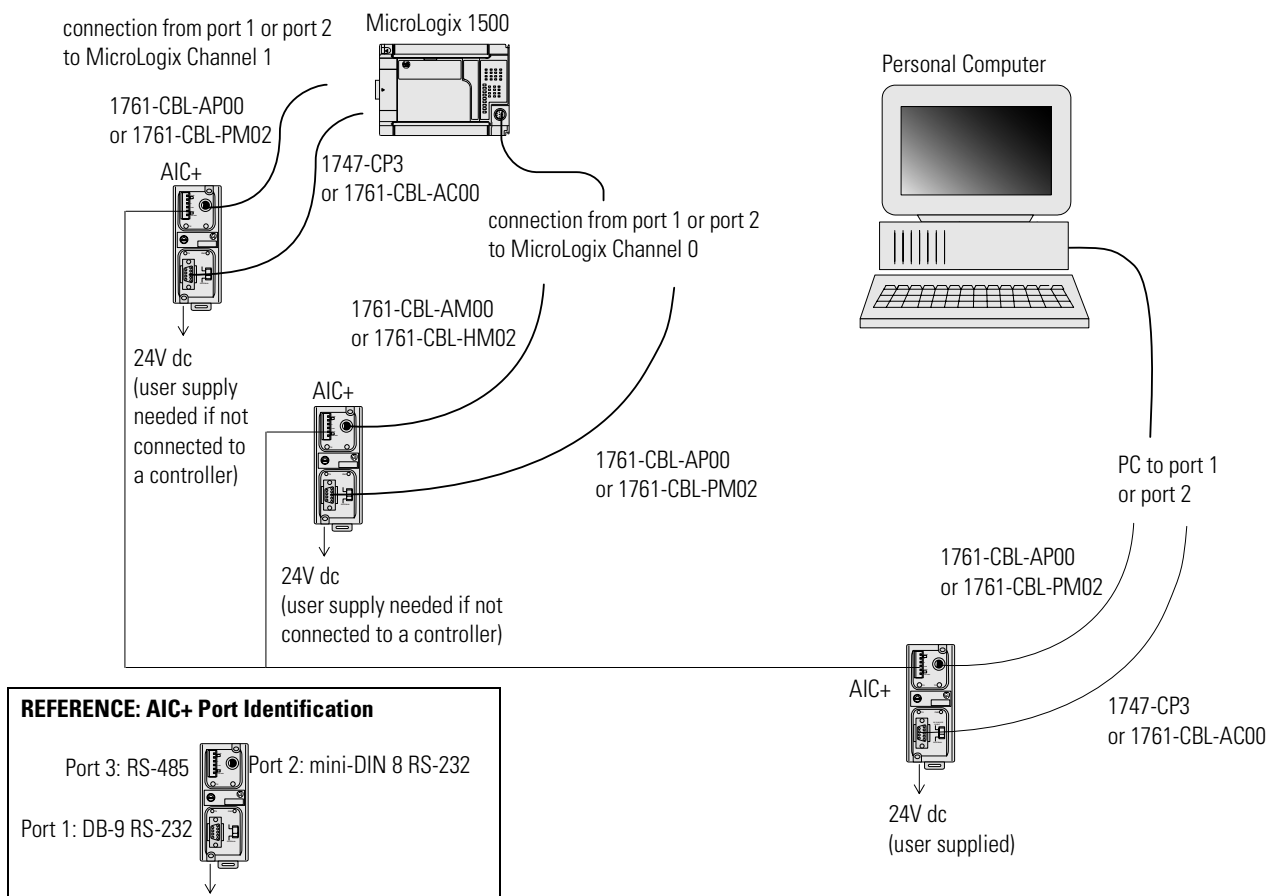 connection from port 1 or port 2
to MicroLogix Channel 1
MicroLogix 1500
Personal Computer
1761-CBL-AP00
or 1761-CBL-PM02
AIC+
1747-CP3
or 1761-CBL-AC00
connection from port 1 or port 2
to MicroLogix Channel 0
1761-CBL-AM00
or 1761-CBL-HM02
24V dc
(user supply
needed if not
connected to
a controller)
AIC+
1761-CBL-AP00
or 1761-CBL-PM02
PC to port 1
or port 2
24V dc
(user supply needed if not
connected to a controller)
1761-CBL-AP00
or 1761-CBL-PM02
AIC+
1747-CP3
or 1761-CBL-AC00
24V dc
(user supplied)
REFERENCE: AIC+ Port Identification
Port 3: RS-485
Port 2: mini-DIN 8 RS-232
Port 1: DB-9 RS-232